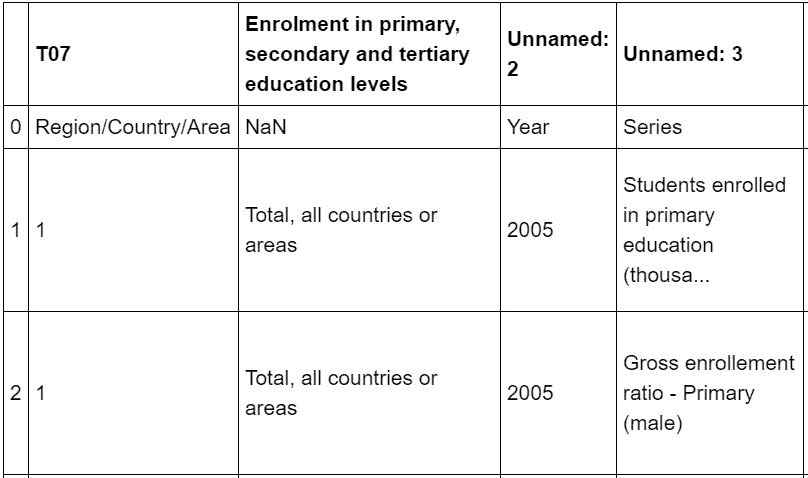 T07
Enrolment in primary,
secondary and tertiary
education levels
Unnamed:
2
Unnamed: 3
0
Region/Country/Area
NaN
Year
Series
1
1
Total, all countries or
areas
2005
Students enrolled
in primary
education
(thousa...
2
1
Total, all countries or
areas
2005
Gross enrollement
ratio - Primary
(male)